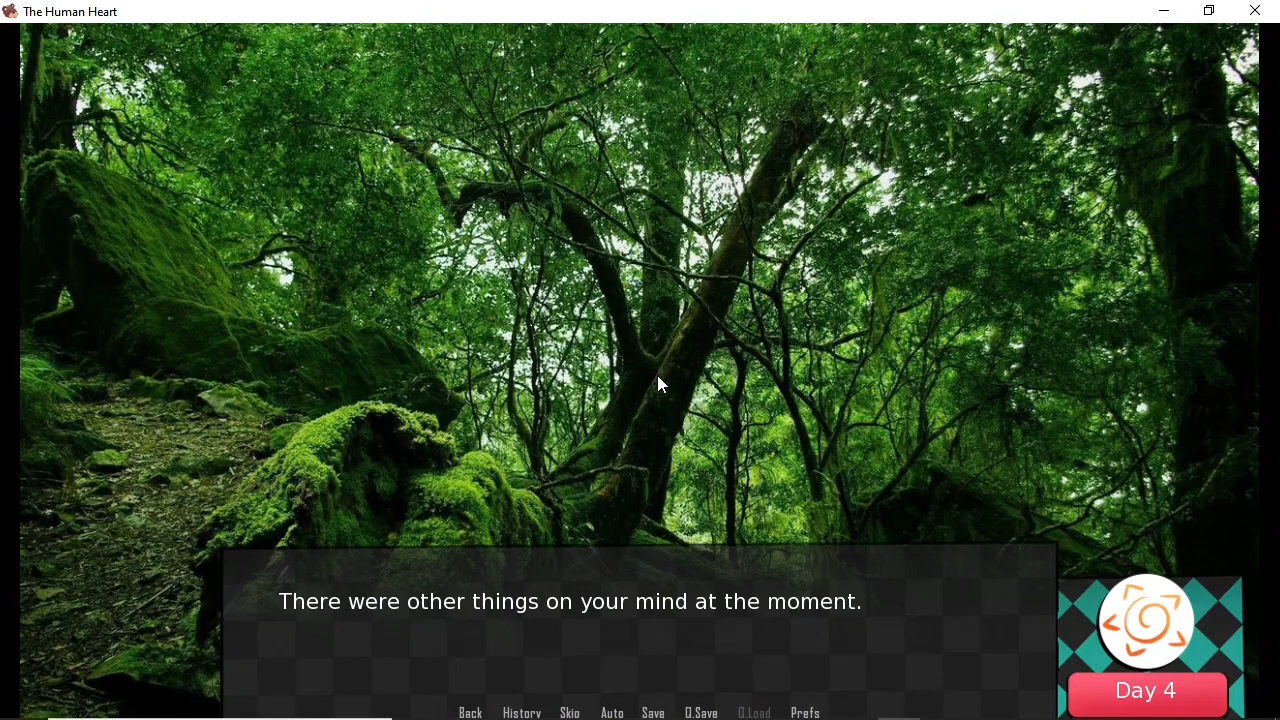 The Human Heart
There were other things on your mind at the moment.
Day 4
Back History Skip Auto Save Q.Save Q.Load Prefs